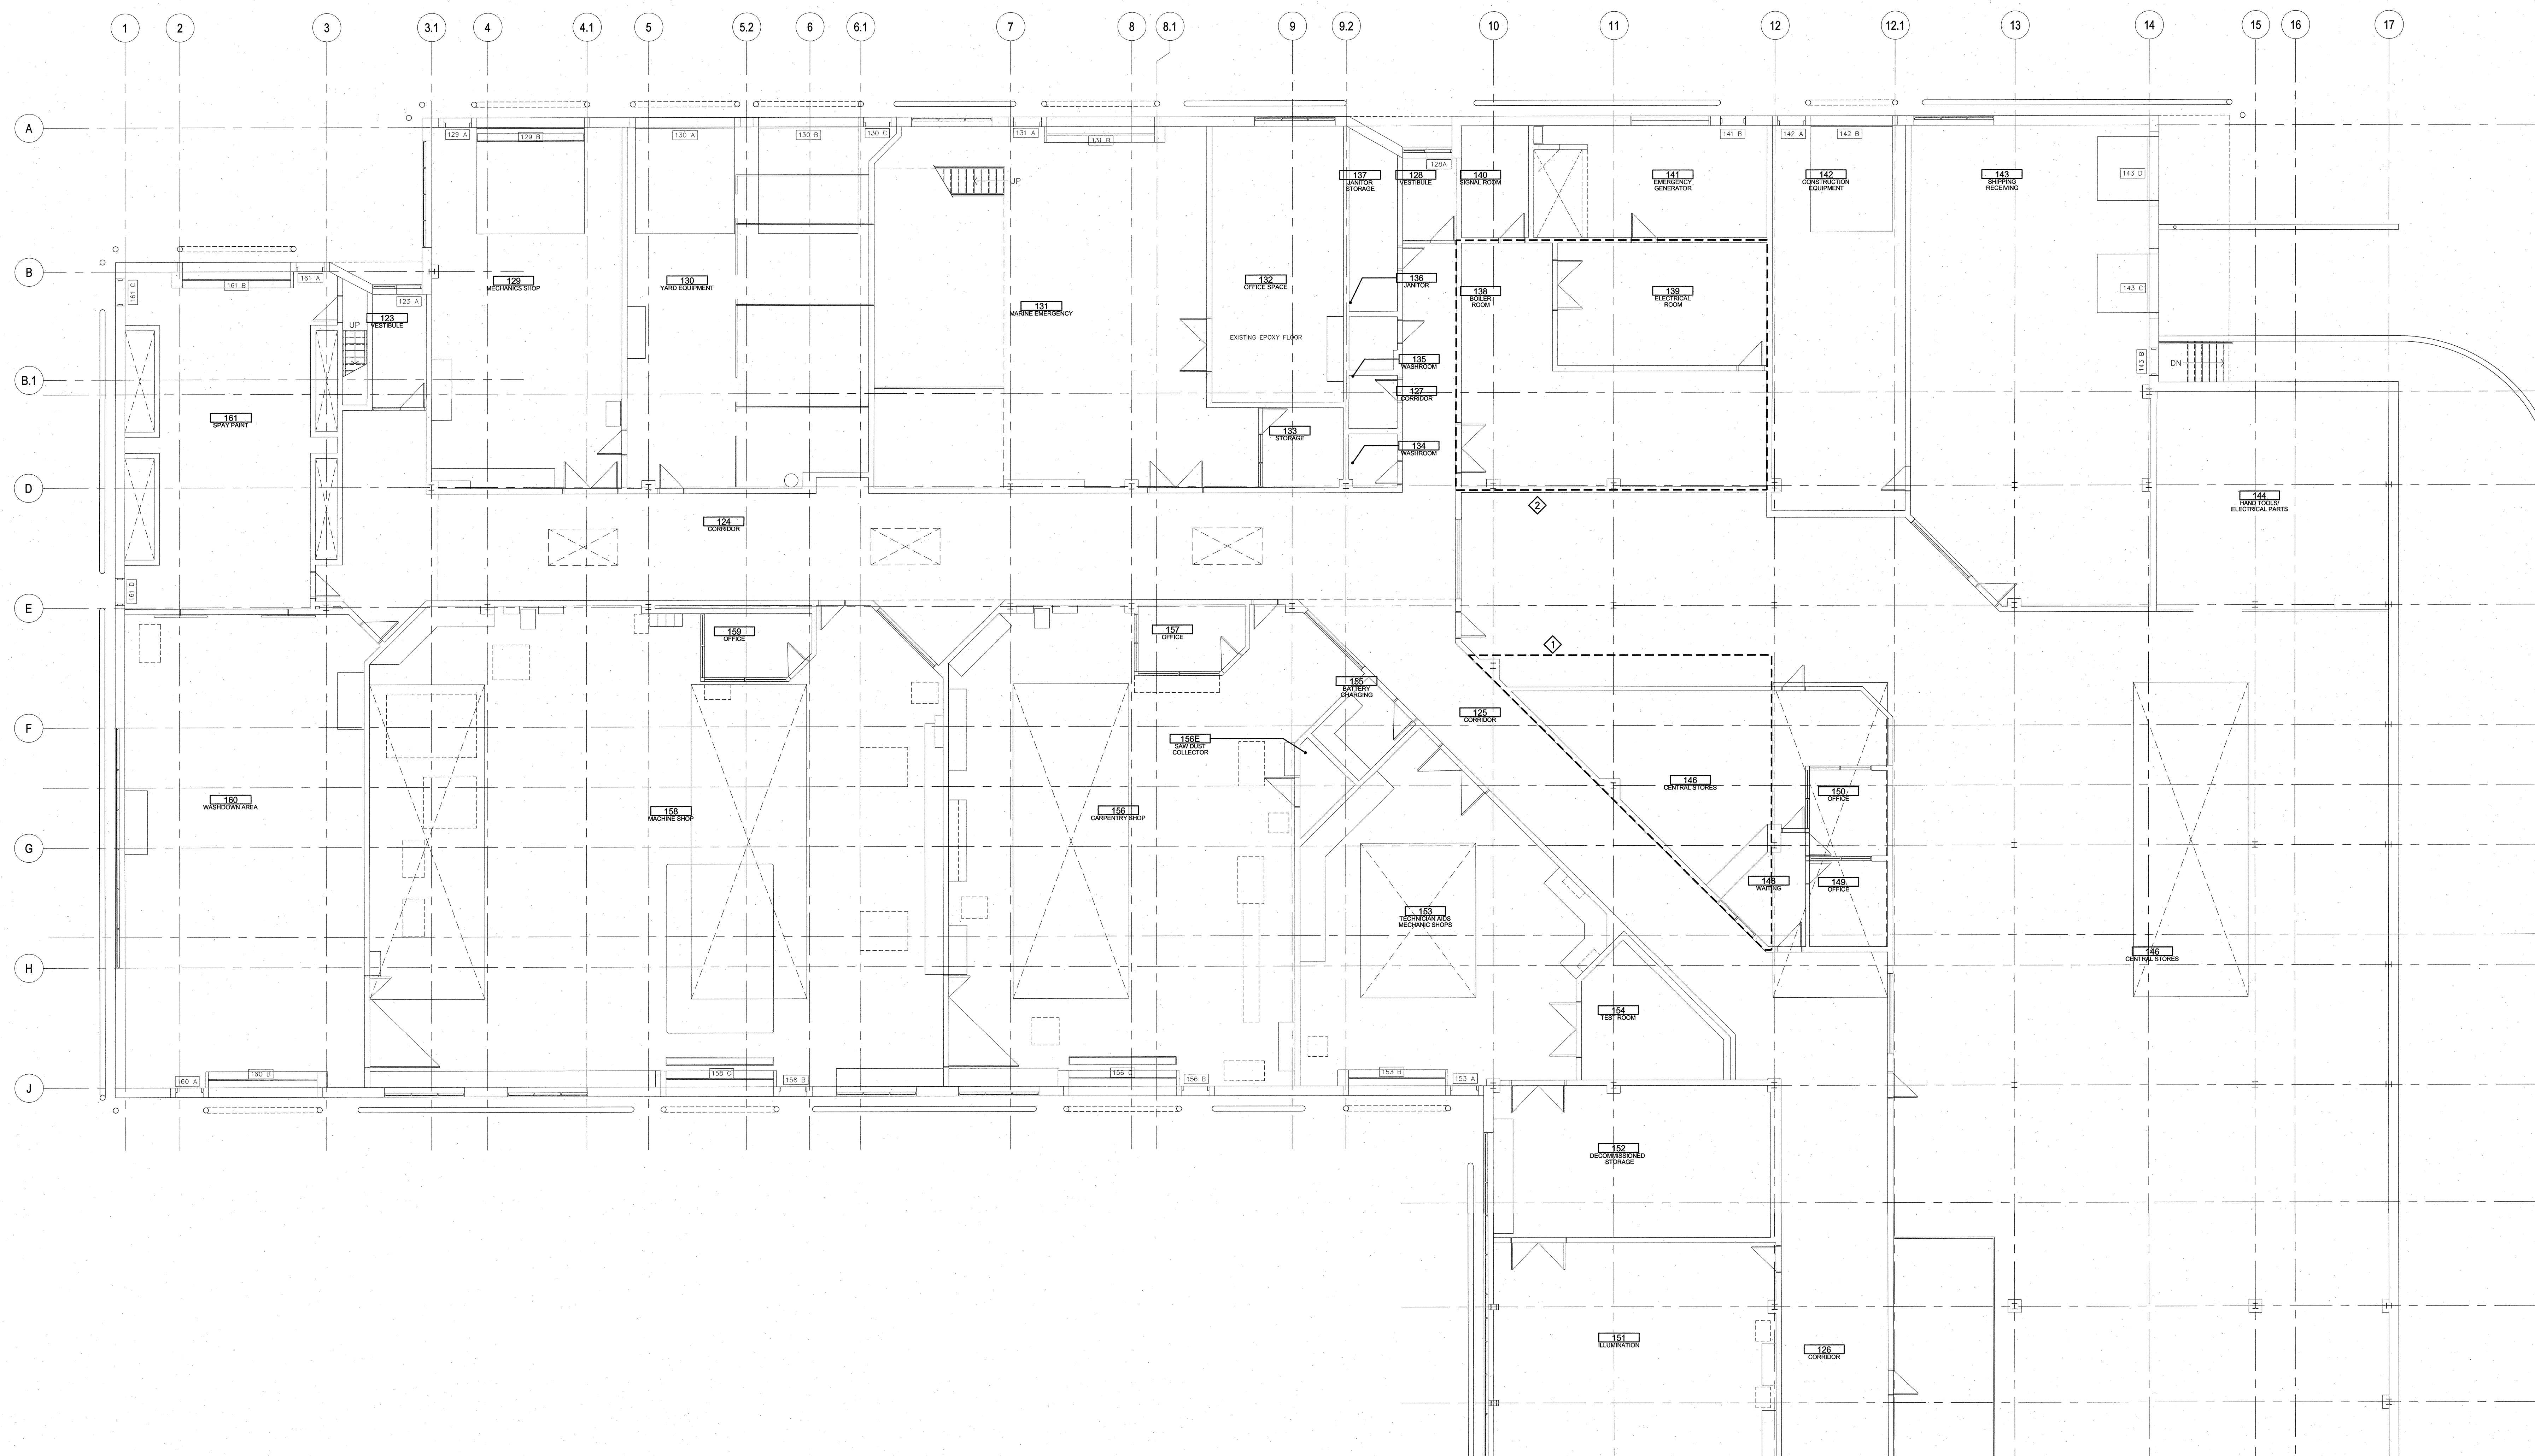 1 2 3 3.1 4 4.1 5 5.2 6 6.1 7 8 8.1 9 9.2 10 11 12 12.1 13 14 15 16 17
A
129 A
129 B
130 A
130 B
130 C
131 A
131 B
141 B
142 A
142 B
128A
137
JANITOR
STORAGE
128
VESTIBULE
140
SIGNAL ROOM
141
EMERGENCY
GENERATOR
142
CONSTRUCTION
EQUIPMENT
143
SHIPPING
RECEIVING
143 D
UP
B
161 A
161 B
161 C
123 A
129
MECHANICS SHOP
130
YARD EQUIPMENT
131
MARINE EMERGENCY
132
OFFICE SPACE
136
JANITOR
138
BOILER
ROOM
139
ELECTRICAL
ROOM
143 C
123
VESTIBULE
UP
EXISTING EPOXY FLOOR
135
WASHROOM
143 B
DN
B.1
127
CORRIDOR
161
SPAY PAINT
133
STORAGE
134
WASHROOM
D
144
HAND TOOLS/
ELECTRICAL PARTS
2
124
CORRIDOR
161 D
E
159
OFFICE
157
OFFICE
1
155
BATTERY
CHARGING
F
125
CORRIDOR
156E
SAW DUST
COLLECTOR
146
CENTRAL STORES
150
OFFICE
160
WASHDOWN AREA
158
MACHINE SHOP
156
CARPENTRY SHOP
G
148
WAITING
149
OFFICE
153
TECHNICIAN AIDS
MECHANIC SHOPS
146
CENTRAL STORES
H
154
TEST ROOM
J
160 A
160 B
158 C
158 B
156 C
156 B
153 B
153 A
152
DECOMMISSIONED
STORAGE
151
ILLUMINATION
126
CORRIDOR